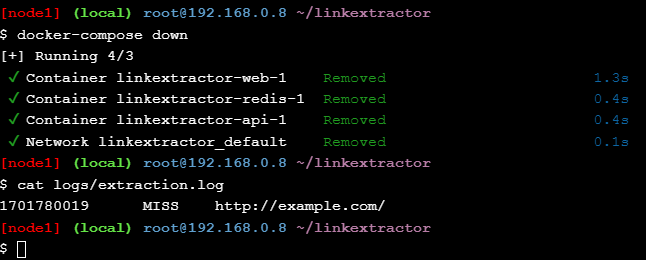 [node1] (local) root@192.168.0.8 ~/linkextractor
$ docker-compose down
[+] Running 4/3
✓ Container linkextractor-web-1 Removed 1.3s
✓ Container linkextractor-redis-1 Removed 0.4s
✓ Container linkextractor-api-1 Removed 0.4s
✓ Network linkextractor_default Removed 0.1s
[node1] (local) root@192.168.0.8 ~/linkextractor
$ cat logs/extraction.log
1701780019 MISS http://example.com/
[node1] (local) root@192.168.0.8 ~/linkextractor
$